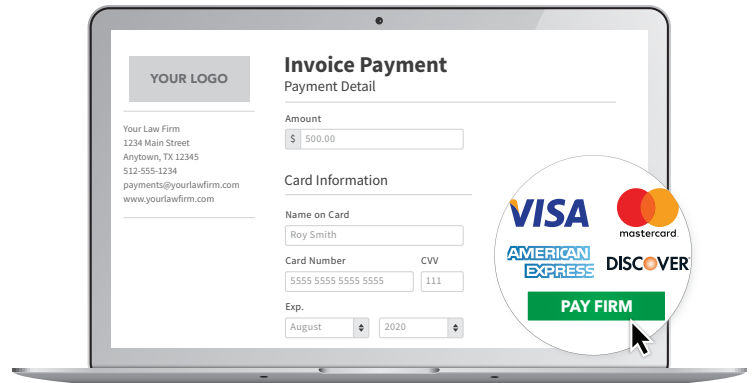 YOUR LOGO
Your Law Firm
1234 Main Street
Anytown, TX 12345
512-555-1234
payments@yourlawfirm.com
www.yourlawfirm.com
Invoice Payment
Payment Detail
Amount
$ 500.00
Card Information
Name on Card
Roy Smith
Card Number CVV
5555 5555 5555 5555 111
Exp.
August 2020
VISA mastercard.
AMERICAN EXPRESS DISCOVER
PAY FIRM